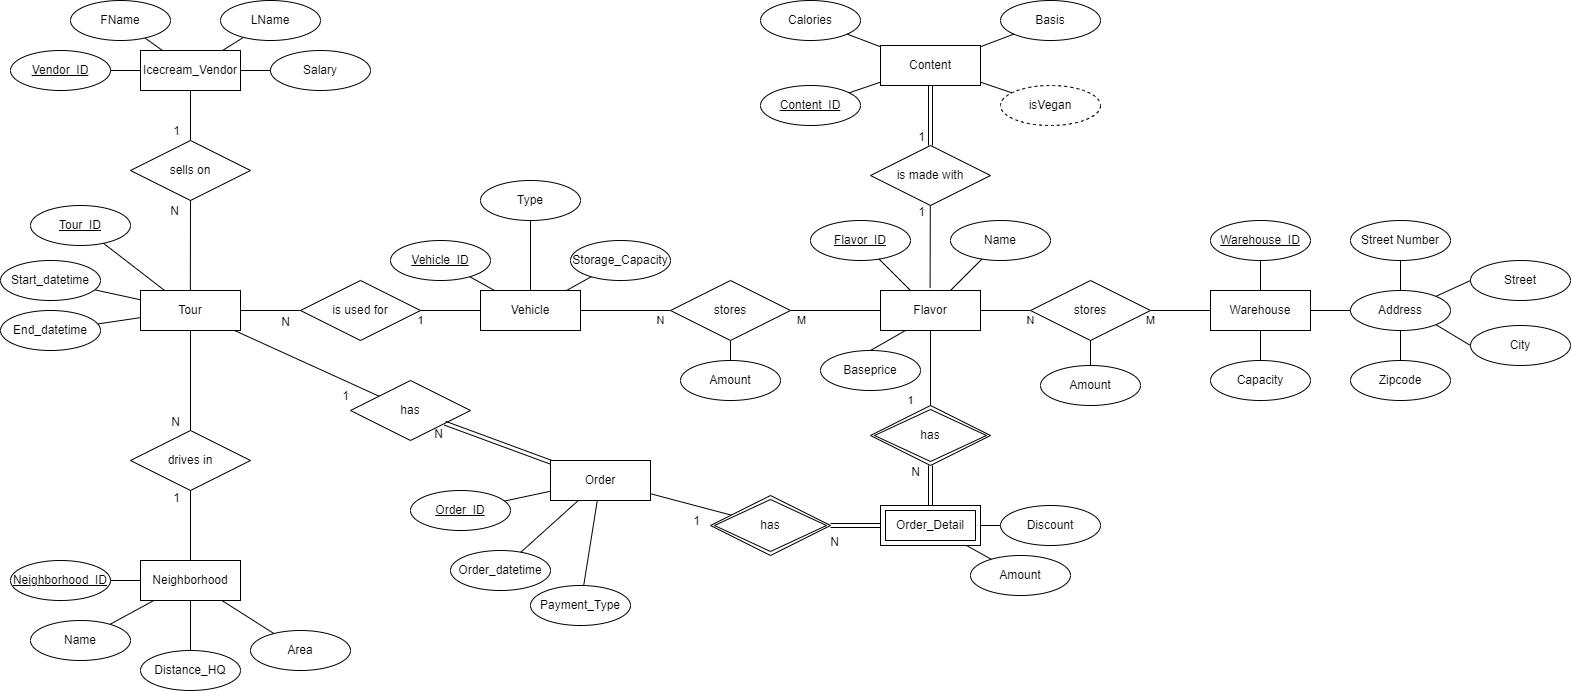 FName
LName
Calories
Basis
Vendor_ID
Icecream_Vendor
Salary
Content
Content_ID
isVegan
1
1
sells on
is made with
N
1
Type
Tour_ID
Flavor_ID
Name
Warehouse_ID
Street Number
Vehicle_ID
Storage_Capacity
Start_datetime
Street
Tour
is used for
Vehicle
stores
Flavor
stores
Warehouse
Address
N
1
N
M
N
M
End_datetime
City
Baseprice
Amount
Amount
Capacity
Zipcode
1
1
has
N
N
has
drives in
N
1
Order
Order_ID
1
has
N
Order_Detail
Discount
Order_datetime
Amount
Neighborhood_ID
Neighborhood
Payment_Type
Name
Area
Distance_HQ